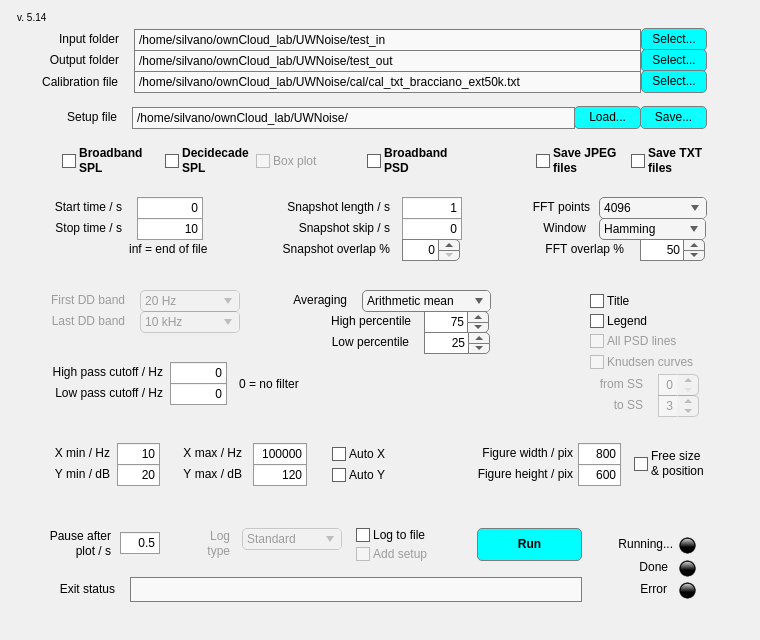 v. 5.14
Input folder /home/silvano/ownCloud_lab/UWNoise/test_in Select...
Output folder /home/silvano/ownCloud_lab/UWNoise/test_out Select...
Calibration file /home/silvano/ownCloud_lab/UWNoise/cal/cal_txt_bracciano_ext50k.txt Select...
Setup file /home/silvano/ownCloud_lab/UWNoise/ Load... Save...
Broadband SPL Decidecade SPL Box plot Broadband PSD Save JPEG files Save TXT files
Start time / s 0 Snapshot length / s 1 FFT points 4096
Stop time / s 10 Snapshot skip / s 0 Window Hamming
inf = end of file Snapshot overlap % 0 FFT overlap % 50
First DD band 20 Hz Averaging Arithmetic mean Title
Last DD band 10 kHz High percentile 75 Legend
Low percentile 25 All PSD lines
Knudsen curves
High pass cutoff / Hz 0 0 = no filter from SS 0
Low pass cutoff / Hz 0 to SS 3
X min / Hz 10 X max / Hz 100000 Auto X Figure width / pix 800 Free size
Y min / dB 20 Y max / dB 120 Auto Y Figure height / pix 600 & position
Pause after plot / s 0.5 Log type Standard Log to file Run Running...
Add setup Done
Exit status Error